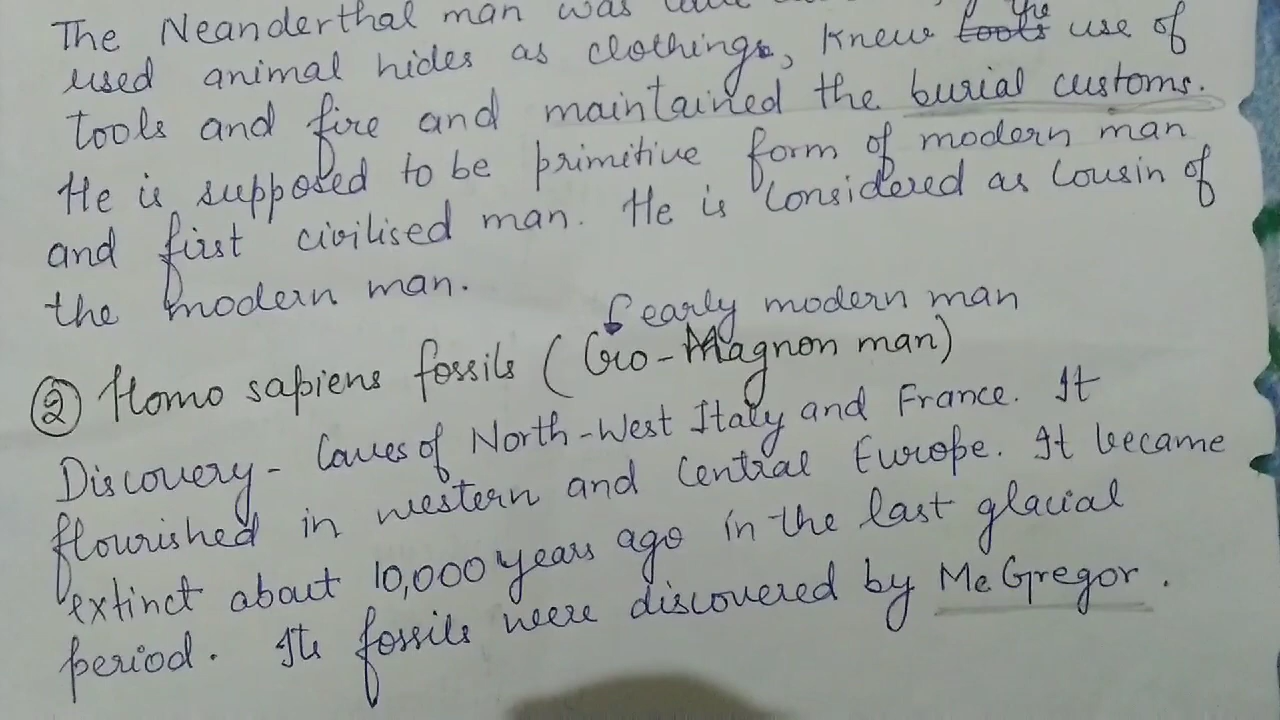 The Neanderthal man was
used animal hides as clothings, knew tools the use of
tools and fire and maintained the burial customs.
He is supposed to be primitive form of modern man
and first civilised man. He is considered as cousin of
the modern man.
early modern man
② Homo sapiens fossils (Cro-Magnon man)
Discovery - Caves of North-West Italy and France. It
flourished in western and Central Europe. It became
extinct about 10,000 years ago in the last glacial
period. Its fossils were discovered by McGregor.